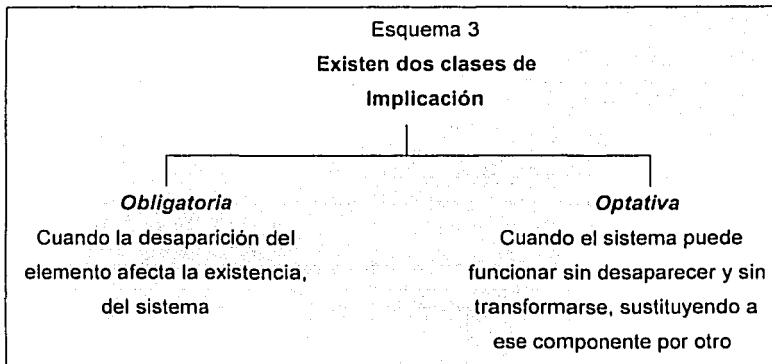 Esquema 3
Existen dos clases de
Implicación
Obligatoria
Cuando la desaparición del
elemento afecta la existencia,
del sistema
Optativa
Cuando el sistema puede
funcionar sin desaparecer y sin
transformarse, sustituyendo a
ese componente por otro